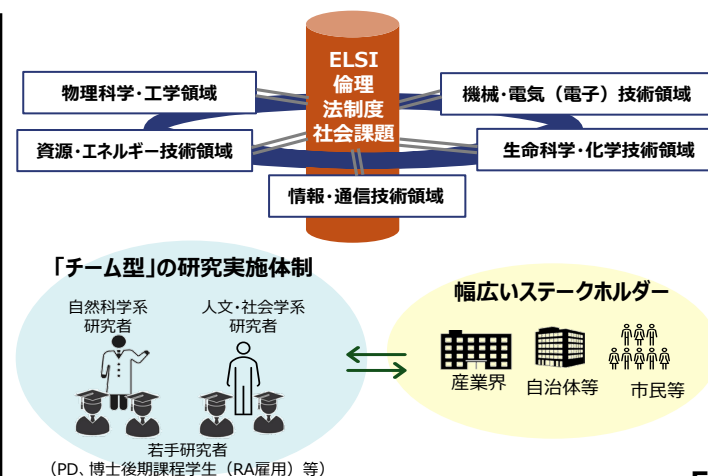 ELSI
倫理
法制度
社会課題
物理科学・工学領域
機械・電気（電子）技術領域
資源・エネルギー技術領域
生命科学・化学技術領域
情報・通信技術領域
「チーム型」の研究実施体制
自然科学系
研究者
人文・社会学系
研究者
若手研究者
（PD、博士後期課程学生（RA雇用）等）
幅広いステークホルダー
産業界
自治体等
市民等